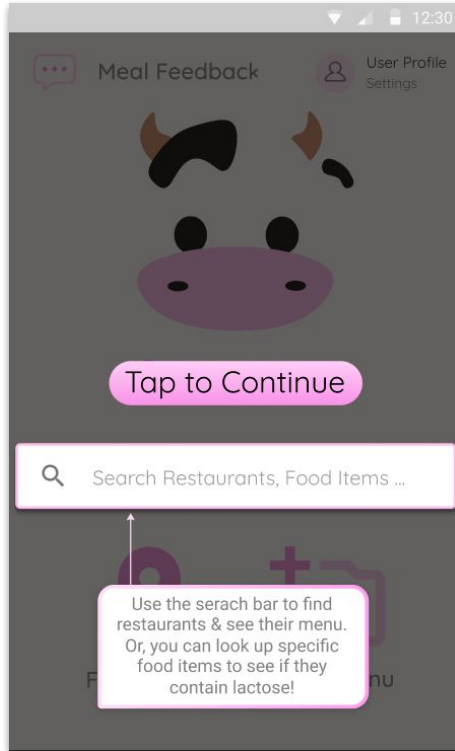 12:30
Meal Feedback
User Profile
Settings
Tap to Continue
Search Restaurants, Food Items ...
Use the serach bar to find
restaurants & see their menu.
Or, you can look up specific
food items to see if they
contain lactose!